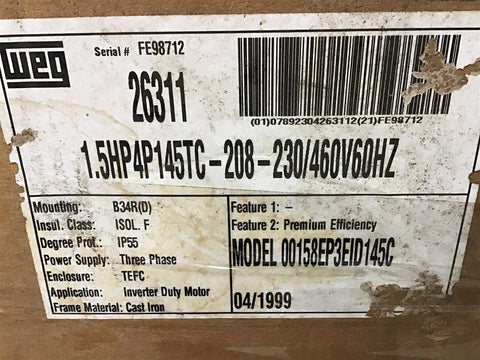 WEG
Serial # FE98712
26311
(01)07892304263112(21)FE98712
1.5HP4P145TC-208-230/460V60HZ
Mounting: B34R(D)
Insul. Class: ISOL. F
Degree Prot.: IP55
Power Supply: Three Phase
Enclosure: TEFC
Application: Inverter Duty Motor
Frame Material: Cast Iron
Feature 1: -
Feature 2: Premium Efficiency
MODEL 00158EP3EID145C
04/1999